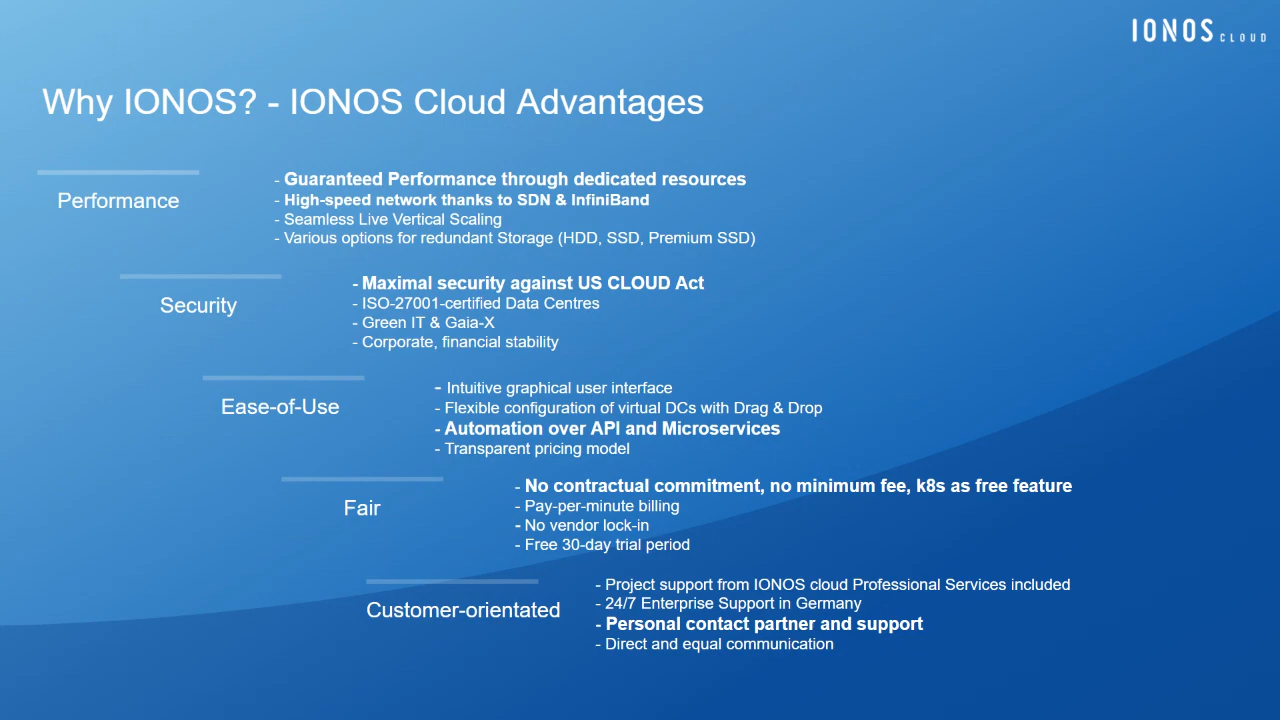 IONOS CLOUD
Why IONOS? - IONOS Cloud Advantages
Performance
- Guaranteed Performance through dedicated resources
- High-speed network thanks to SDN & InfiniBand
- Seamless Live Vertical Scaling
- Various options for redundant Storage (HDD, SSD, Premium SSD)
Security
- Maximal security against US CLOUD Act
- ISO-27001-certified Data Centres
- Green IT & Gaia-X
- Corporate, financial stability
Ease-of-Use
- Intuitive graphical user interface
- Flexible configuration of virtual DCs with Drag & Drop
- Automation over API and Microservices
- Transparent pricing model
Fair
- No contractual commitment, no minimum fee, k8s as free feature
- Pay-per-minute billing
- No vendor lock-in
- Free 30-day trial period
Customer-orientated
- Project support from IONOS cloud Professional Services included
- 24/7 Enterprise Support in Germany
- Personal contact partner and support
- Direct and equal communication